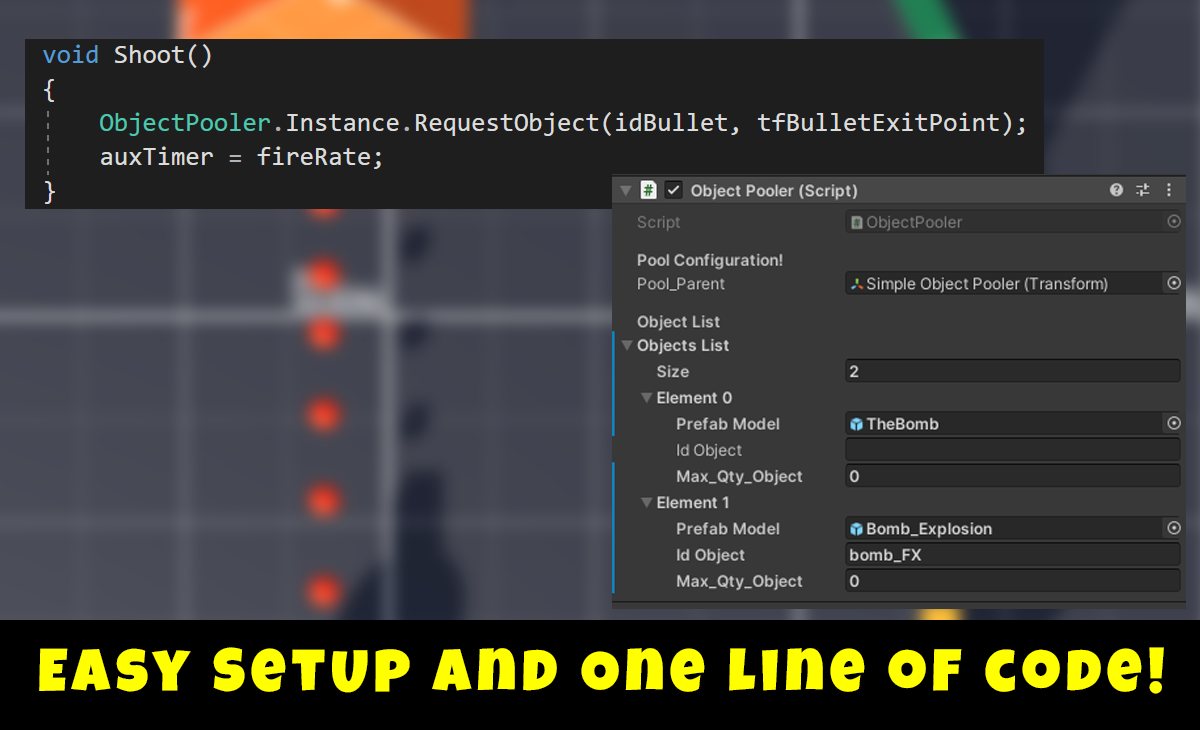 void Shoot()
{
ObjectPooler.Instance.RequestObject(idBullet, tfBulletExitPoint);
auxTimer = fireRate;
}
# Object Pooler (Script)
Script # ObjectPooler
Pool Configuration!
Pool_Parent Simple Object Pooler (Transform)
Object List
Objects List
Size 2
Element 0
Prefab Model TheBomb
Id Object
Max_Qty_Object 0
Element 1
Prefab Model Bomb_Explosion
Id Object bomb_FX
Max_Qty_Object 0
EASY SETUP AND ONE LINE OF CODE!